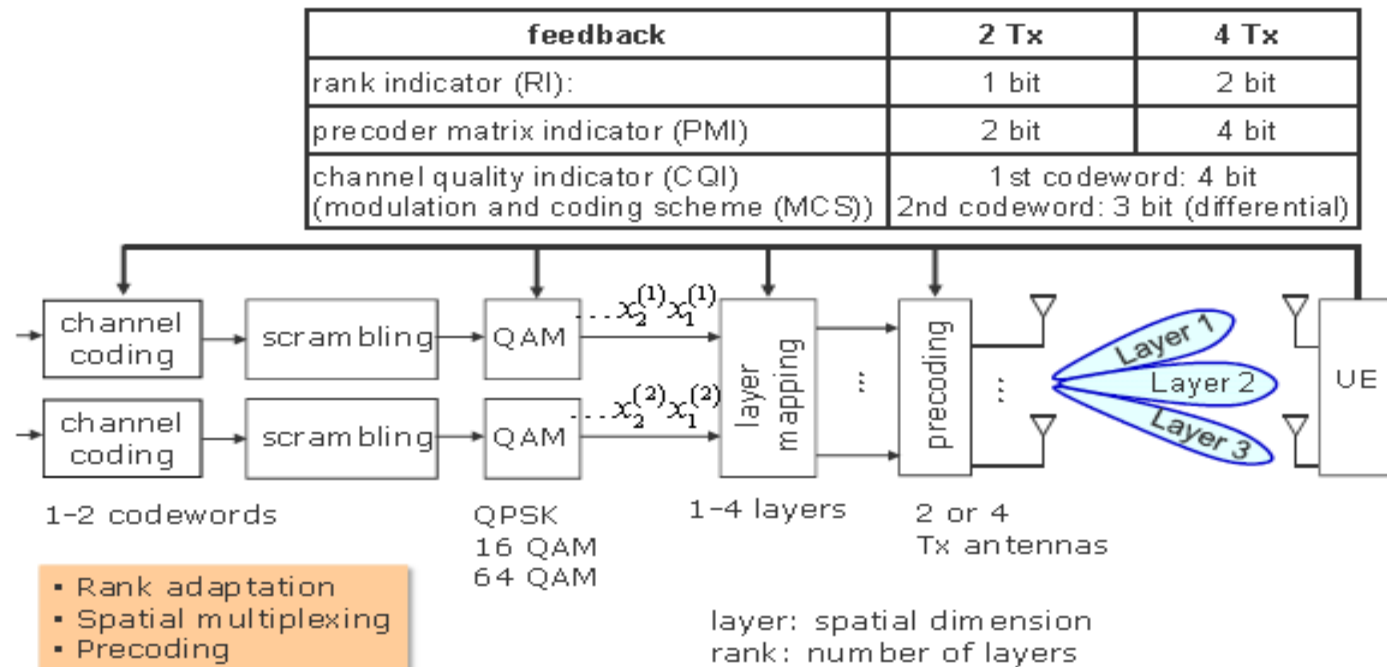 feedback 2 Tx 4 Tx
rank indicator (RI): 1 bit 2 bit
precoder matrix indicator (PMI) 2 bit 4 bit
channel quality indicator (CQI) 1st codeword: 4 bit
(modulation and coding scheme (MCS)) 2nd codeword: 3 bit (differential)
channel
coding
scrambling
QAM
.... x_2^{(1)} x_1^{(1)}
channel
coding
scrambling
QAM
.... x_2^{(2)} x_1^{(2)}
layer
mapping
...
precoding
...
Layer 1
Layer 2
Layer 3
UE
1-2 codewords
QPSK
16 QAM
64 QAM
1-4 layers
2 or 4
Tx antennas
▪ Rank adaptation
▪ Spatial multiplexing
▪ Precoding
layer: spatial dimension
rank: number of layers